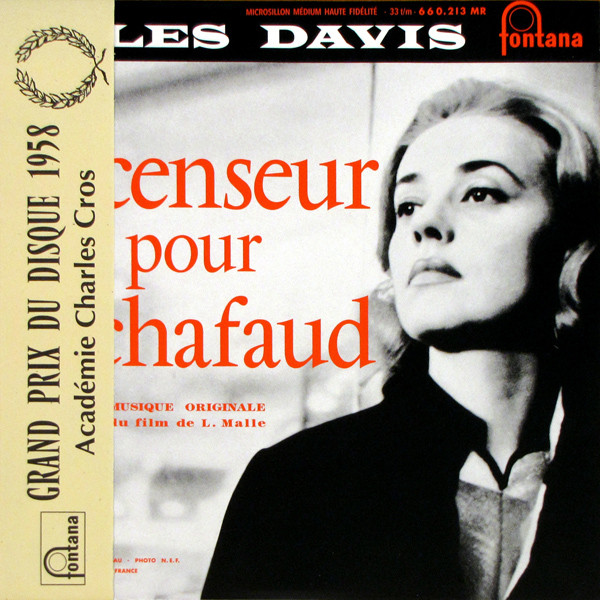 GRAND PRIX DU DISQUE 1958
Académie Charles Cros
fontana
MICROSILLON MÉDIUM HAUTE FIDÉLITÉ - 33 t/m - 660.213 MR
LES DAVIS
fontana
censeur
pour
chafaud
MUSIQUE ORIGINALE
du film de L. Malle
AU - PHOTO N.E.F.
FRANCE